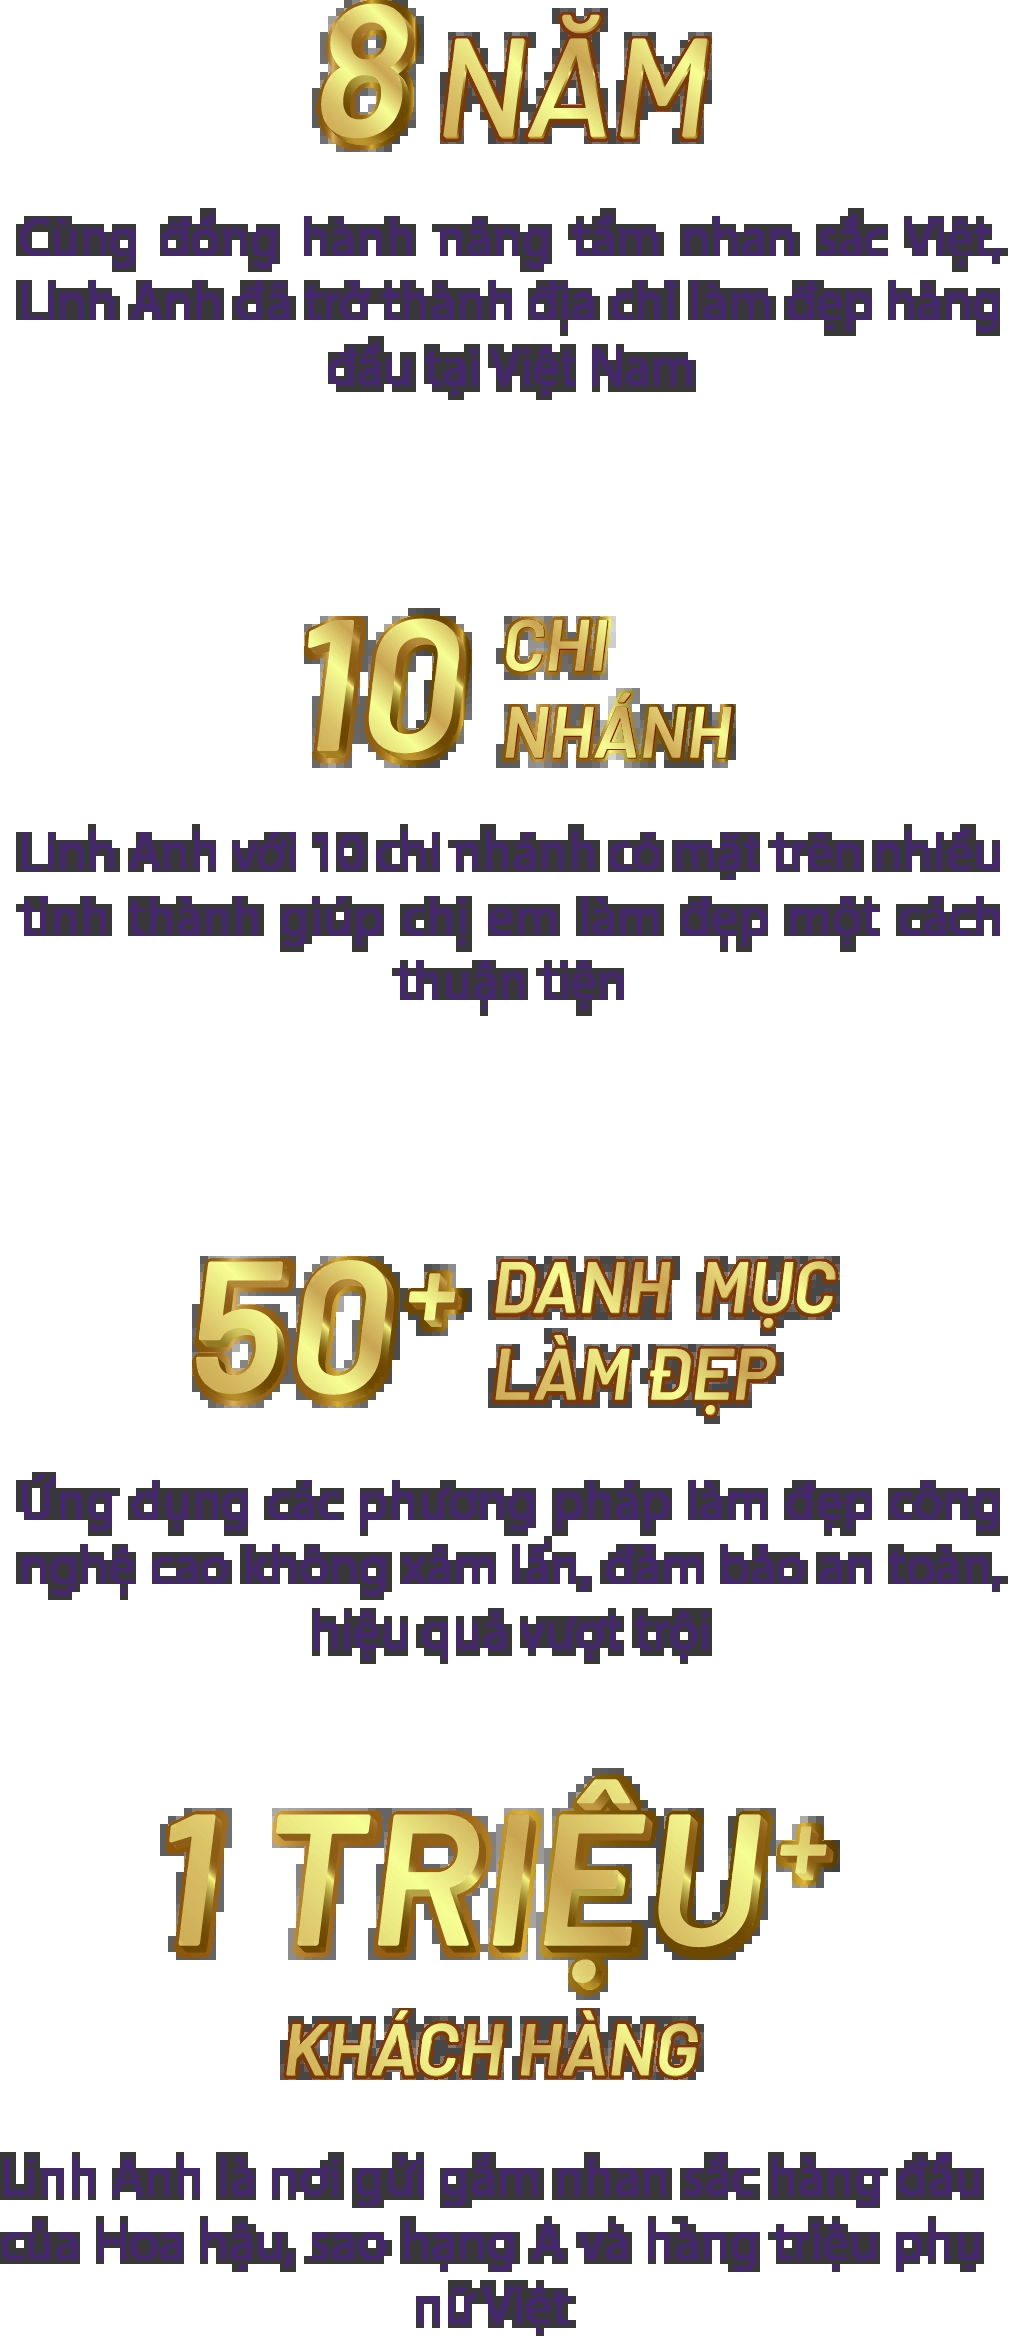 8 NĂM
Cùng đồng hành nâng tầm nhan sắc Việt,
Linh Anh đã trở thành địa chỉ làm đẹp hàng
đầu tại Việt Nam
10 CHI
NHÁNH
Linh Anh với 10 chi nhánh có mặt trên nhiều
tỉnh thành giúp chị em làm đẹp một cách
thuận tiện
50+ DANH MỤC
LÀM ĐẸP
Ứng dụng các phương pháp làm đẹp công
nghệ cao không xâm lấn, đảm bảo an toàn,
hiệu quả vượt trội
1 TRIỆU+
KHÁCH HÀNG
Linh Anh là nơi gửi gắm nhan sắc hàng đầu
của Hoa hậu, sao hạng A và hàng triệu phụ
nữ Việt